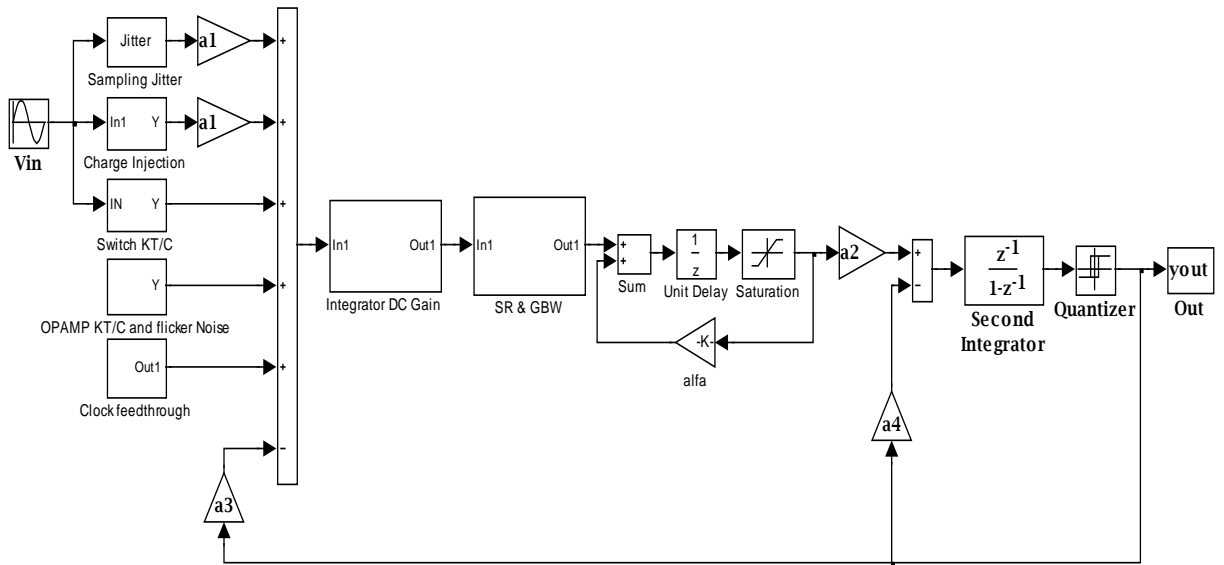 Jitter
a1
+
Sampling Jitter
In1 Y
a1
+
Vin
Charge Injection
IN Y
+
Switch KT/C
Y
+
OPAMP KT/C and flicker Noise
Out1
+
Clock feedthrough
−
a3
In1 Out1
Integrator DC Gain
In1 Out1
SR & GBW
+
+
Sum
1
z
Unit Delay
Saturation
-K-
alfa
a2
+
−
a4
z-1
1-z-1
Second
Integrator
Quantizer
yout
Out